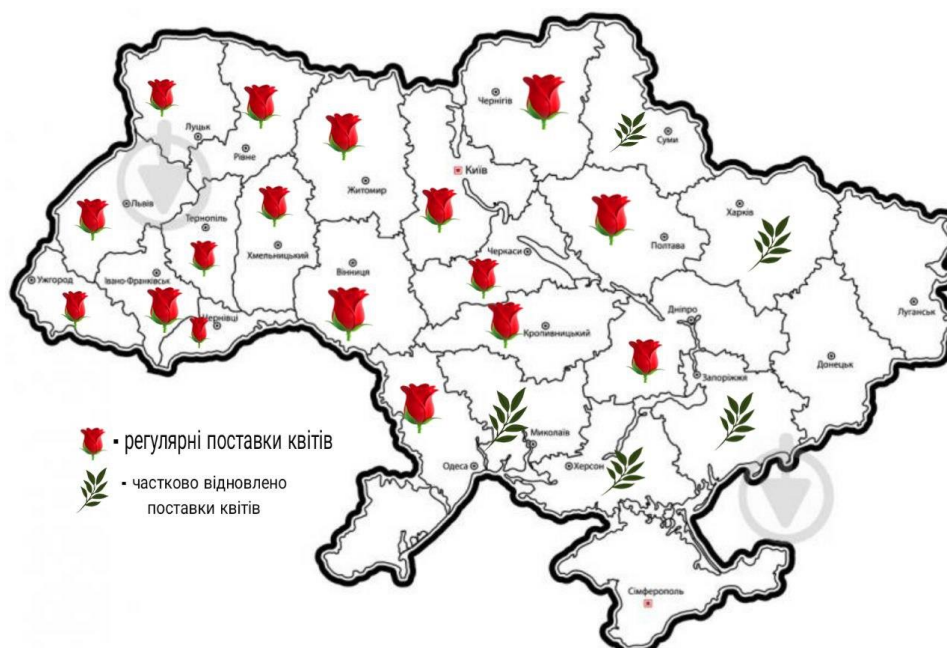 Чернігів
Суми
Луцьк
Рівне
Київ
Житомир
Львів
Харків
Тернопіль
Хмельницький
Полтава
Черкаси
Вінниця
Ужгород
Івано-Франківськ
Луганськ
Дніпро
Чернівці
Кропивницький
Донецьк
Запоріжжя
- регулярні поставки квітів
Миколаїв
Одеса
Херсон
- частково відновлено
поставки квітів
Сімферополь